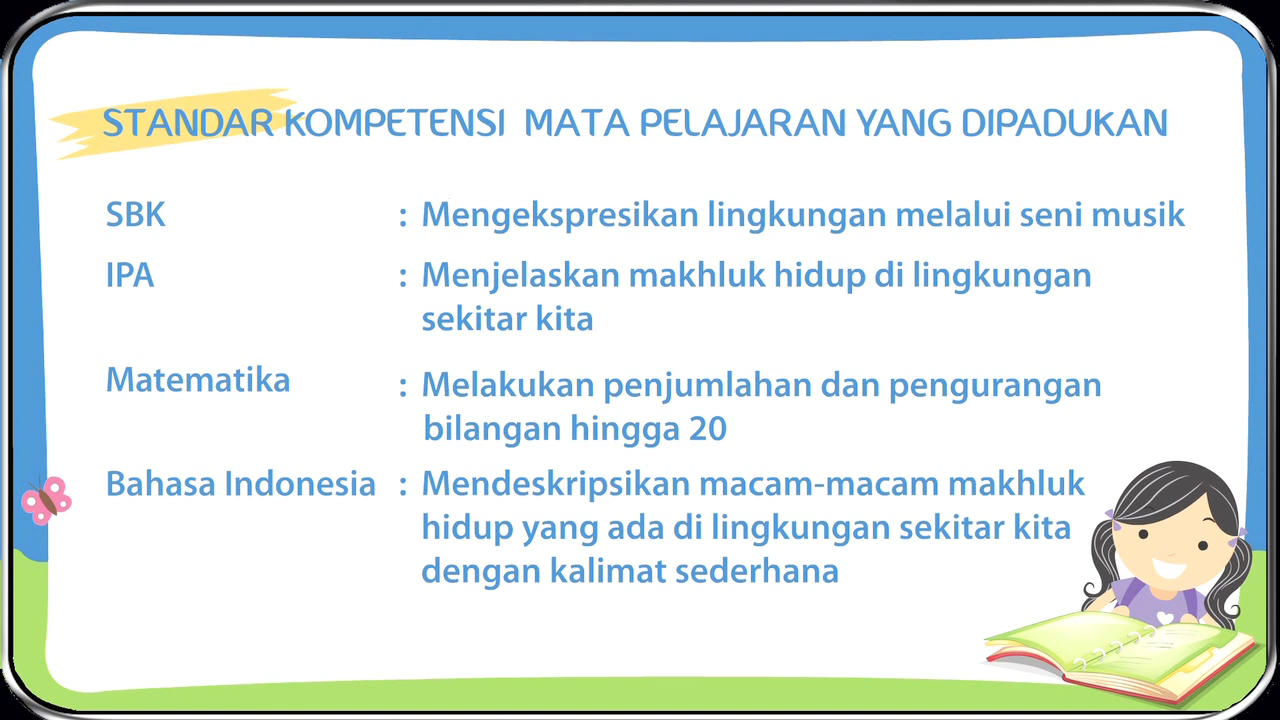 STANDAR KOMPETENSI MATA PELAJARAN YANG DIPADUKAN
SBK : Mengekspresikan lingkungan melalui seni musik
IPA : Menjelaskan makhluk hidup di lingkungan
sekitar kita
Matematika : Melakukan penjumlahan dan pengurangan
bilangan hingga 20
Bahasa Indonesia : Mendeskripsikan macam-macam makhluk
hidup yang ada di lingkungan sekitar kita
dengan kalimat sederhana